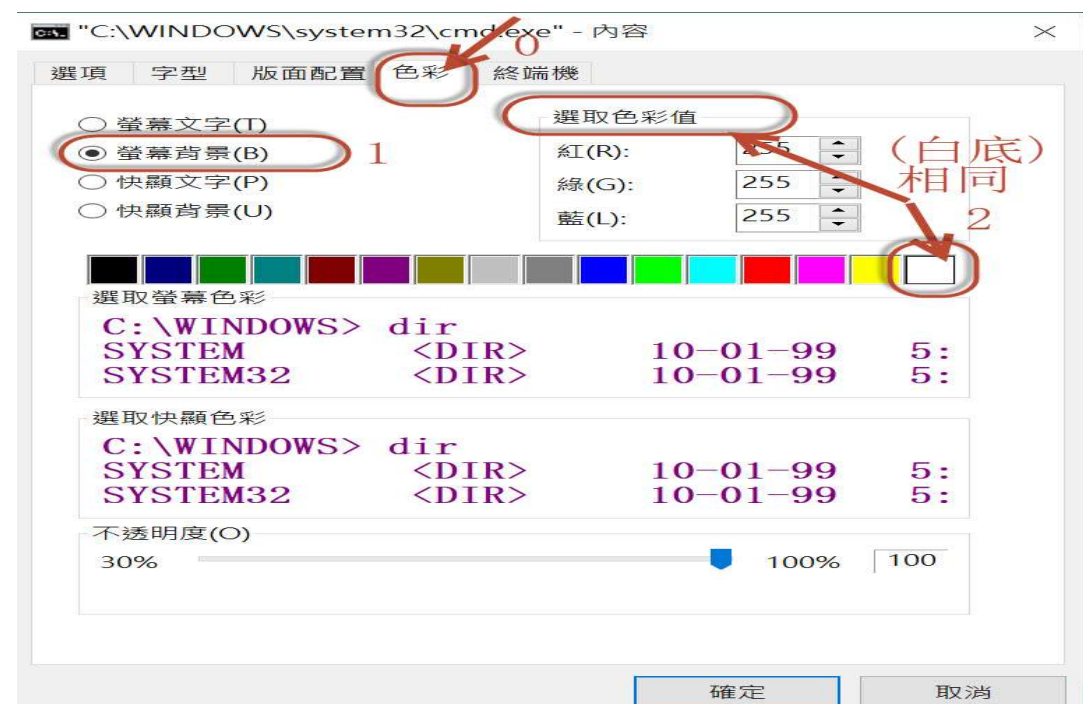 "C:\WINDOWS\system32\cmd.exe" - 內容
0
選項 字型 版面配置 色彩 終端機
螢幕文字(T)
螢幕背景(B) 1
快顯文字(P)
快顯背景(U)
選取色彩值
紅(R): 255
綠(G): 255
藍(L): 255
(白底)
相同
2
選取螢幕色彩
C:\WINDOWS> dir
SYSTEM <DIR> 10-01-99 5:
SYSTEM32 <DIR> 10-01-99 5:
選取快顯色彩
C:\WINDOWS> dir
SYSTEM <DIR> 10-01-99 5:
SYSTEM32 <DIR> 10-01-99 5:
不透明度(O)
30% 100% 100
確定 取消